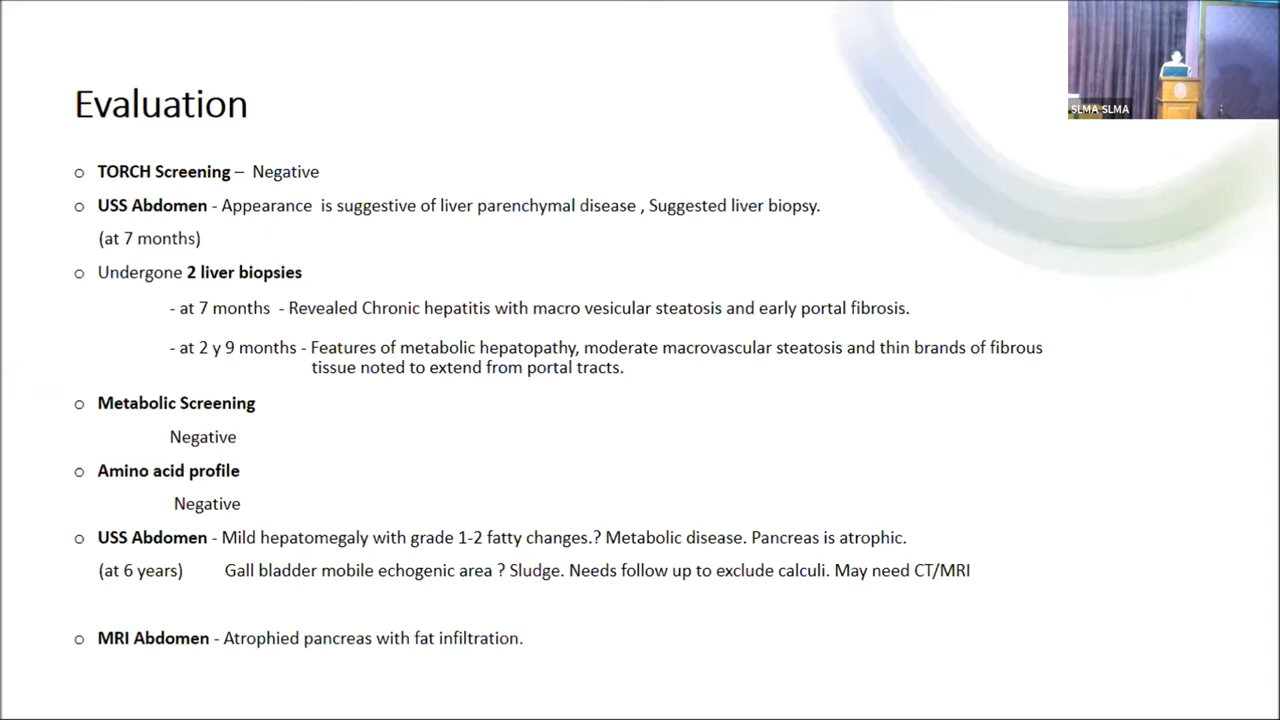 SLMA SLMA
Evaluation
o TORCH Screening – Negative
o USS Abdomen - Appearance is suggestive of liver parenchymal disease , Suggested liver biopsy.
(at 7 months)
o Undergone 2 liver biopsies
- at 7 months - Revealed Chronic hepatitis with macro vesicular steatosis and early portal fibrosis.
- at 2 y 9 months - Features of metabolic hepatopathy, moderate macrovascular steatosis and thin brands of fibrous
tissue noted to extend from portal tracts.
o Metabolic Screening
Negative
o Amino acid profile
Negative
o USS Abdomen - Mild hepatomegaly with grade 1-2 fatty changes.? Metabolic disease. Pancreas is atrophic.
(at 6 years) Gall bladder mobile echogenic area ? Sludge. Needs follow up to exclude calculi. May need CT/MRI
o MRI Abdomen - Atrophied pancreas with fat infiltration.